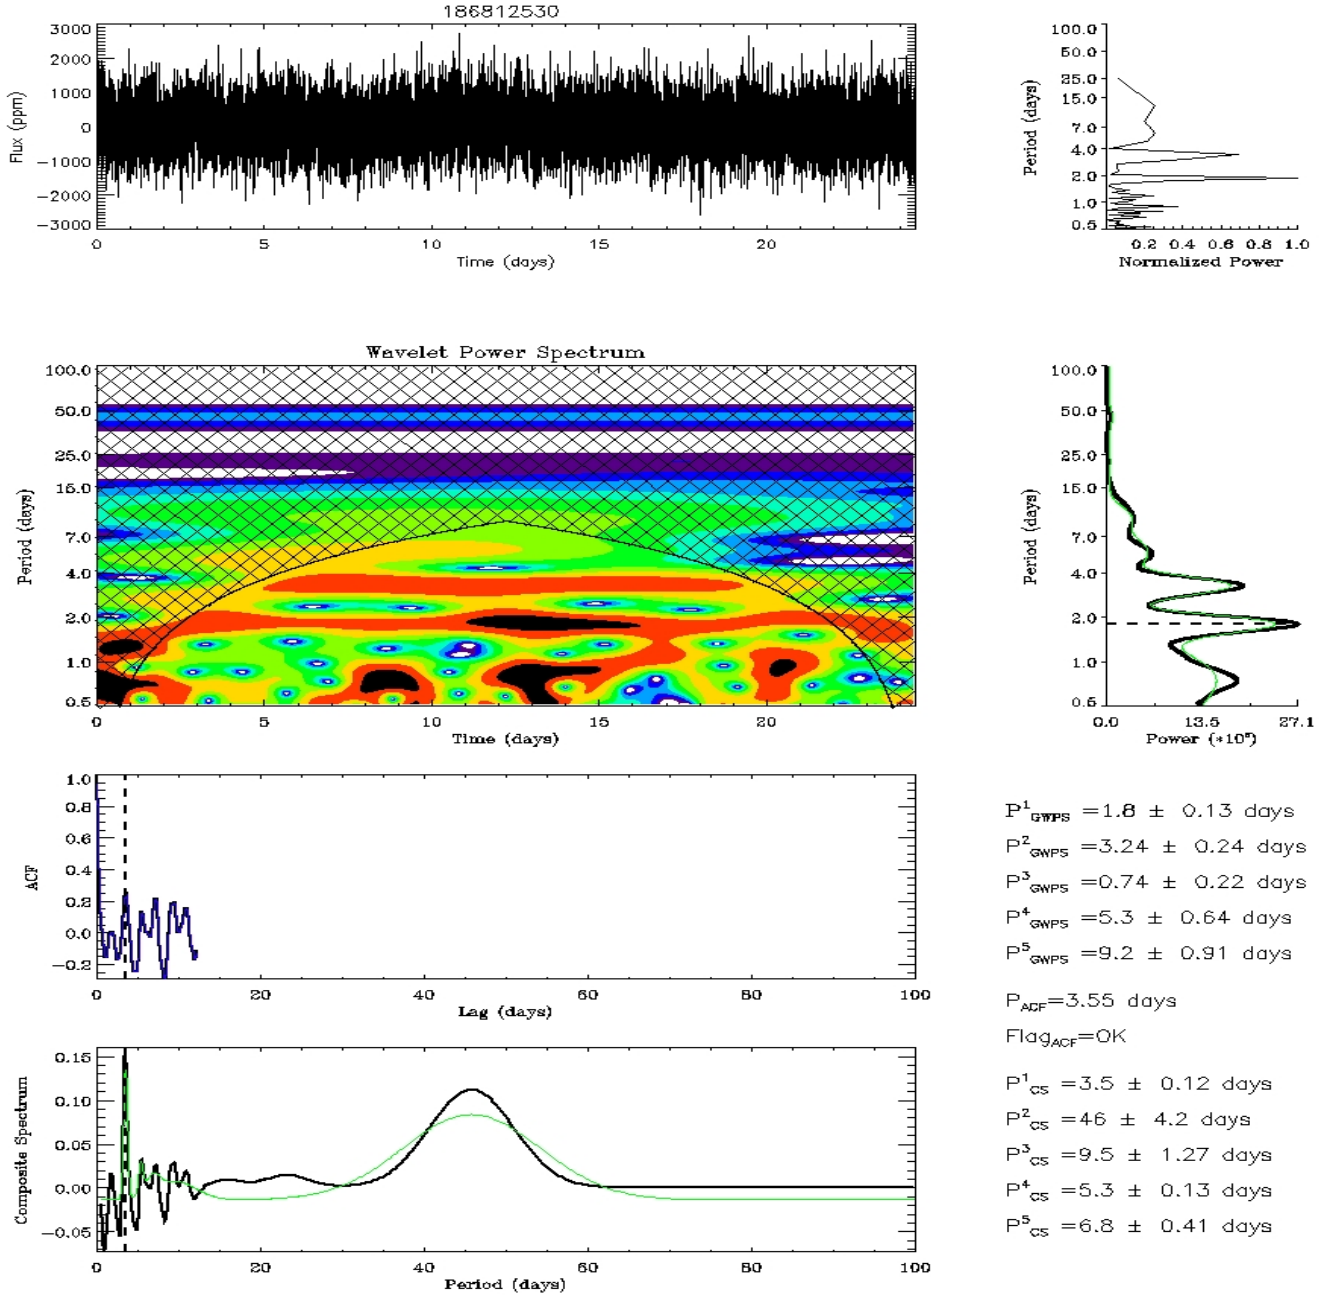 186812530
3000
2000
1000
0
−1000
−2000
−3000
Flux (ppm)
0 5 10 15 20
Time (days)
100.0
50.0
25.0
15.0
7.0
4.0
2.0
1.0
0.5
Period (days)
0.2 0.4 0.6 0.8 1.0
Normalized Power
Wavelet Power Spectrum
100.0
50.0
25.0
15.0
7.0
4.0
2.0
1.0
0.5
Period (days)
0 5 10 15 20
Time (days)
100.0
50.0
25.0
15.0
7.0
4.0
2.0
1.0
0.5
Period (days)
0.0 13.5 27.1
Power (*10⁵)
1.0
0.8
0.6
0.4
0.2
0.0
−0.2
ACF
0 20 40 60 80 100
Lag (days)
0.15
0.10
0.05
0.00
−0.05
Composite Spectrum
0 20 40 60 80 100
Period (days)
P¹GWPS =1.8 ± 0.13 days
P²GWPS =3.24 ± 0.24 days
P³GWPS =0.74 ± 0.22 days
P⁴GWPS =5.3 ± 0.64 days
P⁵GWPS =9.2 ± 0.91 days
PACF=3.55 days
FlagACF=OK
P¹CS =3.5 ± 0.12 days
P²CS =46 ± 4.2 days
P³CS =9.5 ± 1.27 days
P⁴CS =5.3 ± 0.13 days
P⁵CS =6.8 ± 0.41 days